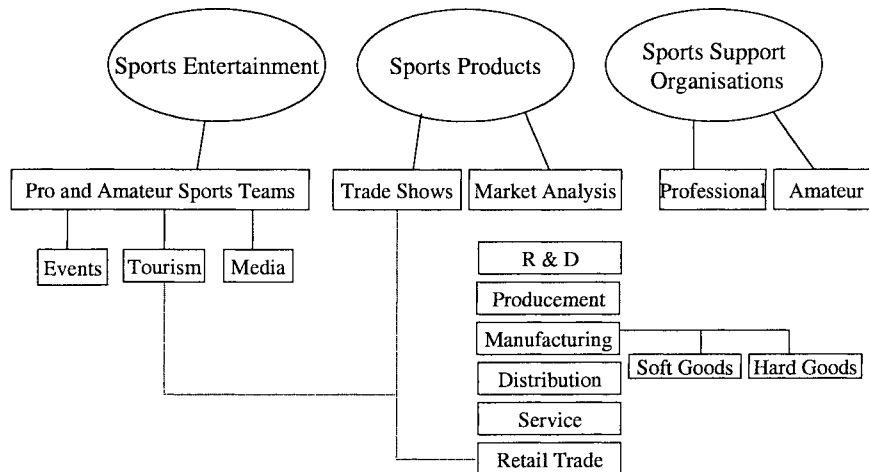 Sports Entertainment
Sports Products
Sports Support
Organisations
Pro and Amateur Sports Teams
Trade Shows
Market Analysis
Professional
Amateur
Events
Tourism
Media
R & D
Producement
Manufacturing
Soft Goods
Hard Goods
Distribution
Service
Retail Trade